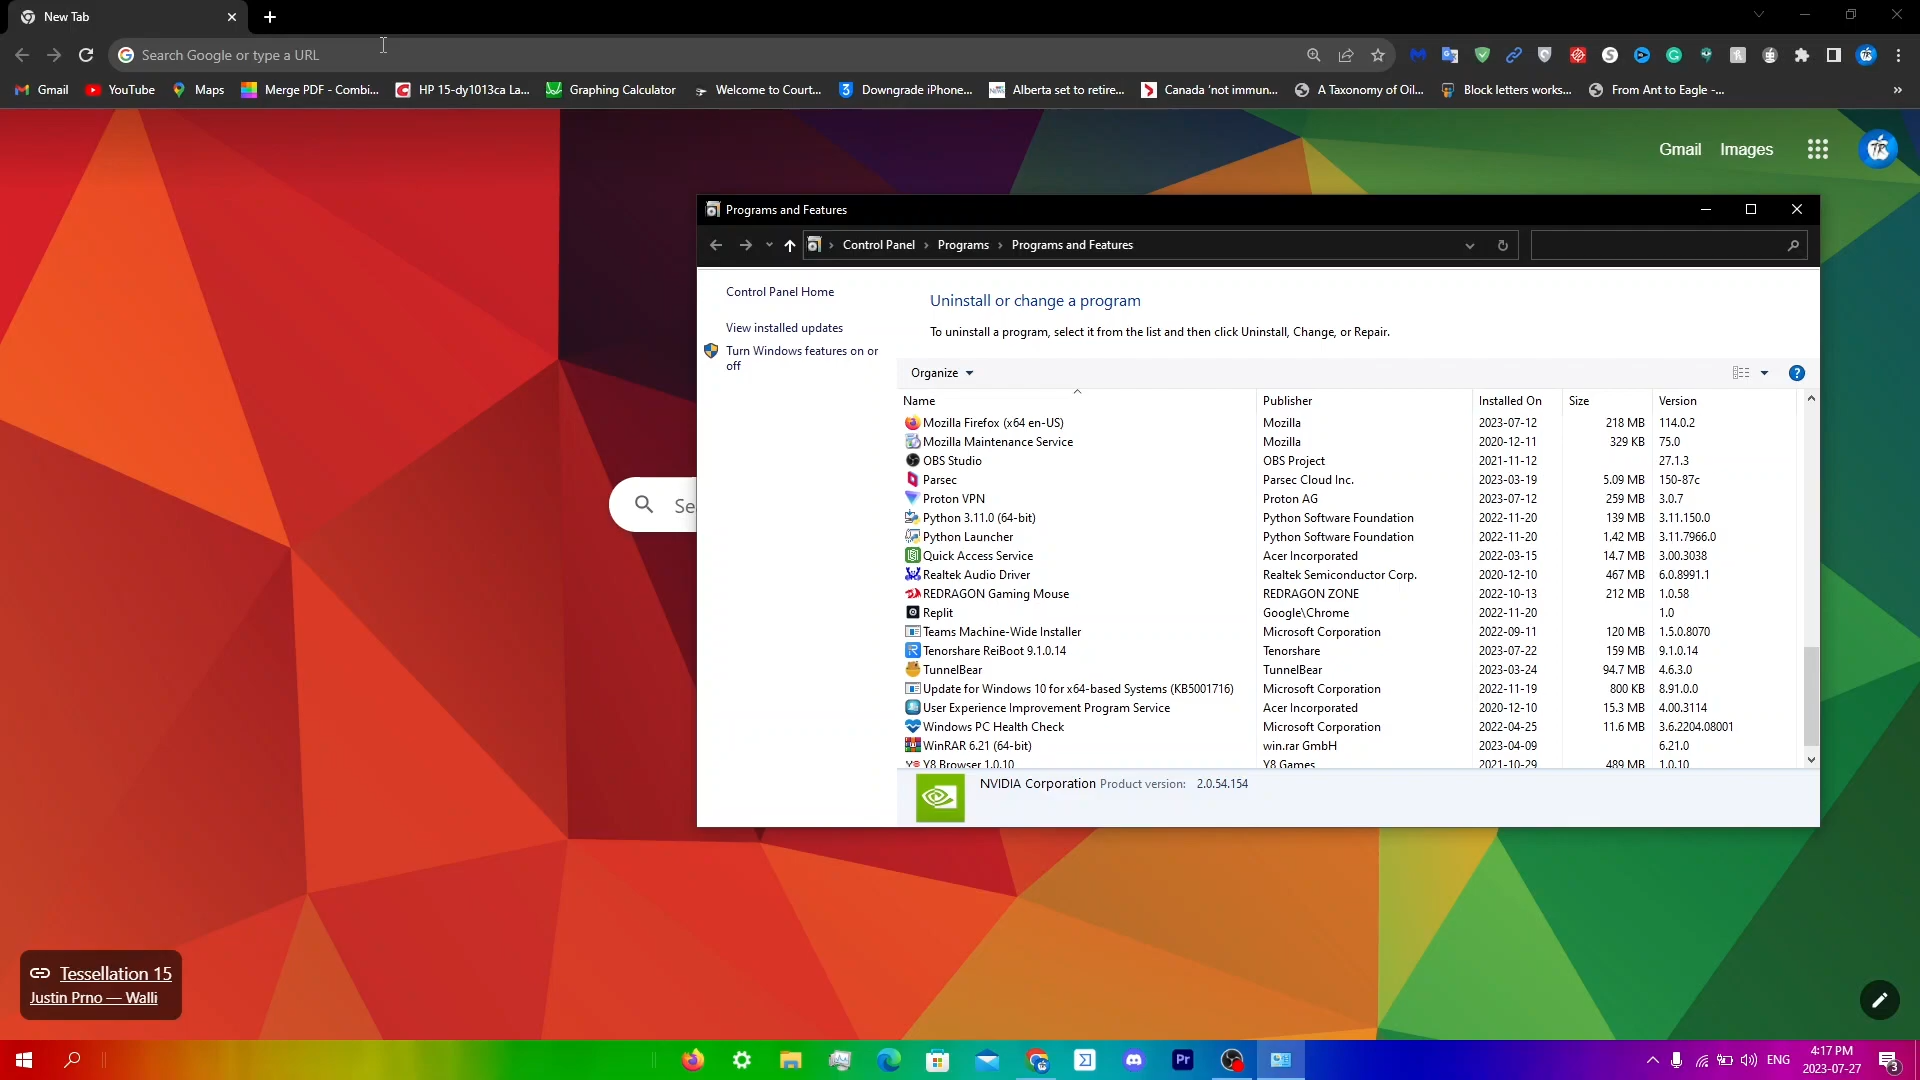 New Tab
Search Google or type a URL
Gmail YouTube Maps Merge PDF - Combi... HP 15-dy1013ca La... Graphing Calculator Welcome to Court... Downgrade iPhone... Alberta set to retire... Canada 'not immun... A Taxonomy of Oil... Block letters works... From Ant to Eagle -... »
Gmail Images
TR
Programs and Features
Control Panel › Programs › Programs and Features
Control Panel Home
View installed updates
Turn Windows features on or
off
Uninstall or change a program
To uninstall a program, select it from the list and then click Uninstall, Change, or Repair.
Organize
Name Publisher Installed On Size Version
Mozilla Firefox (x64 en-US) Mozilla 2023-07-12 218 MB 114.0.2
Mozilla Maintenance Service Mozilla 2020-12-11 329 KB 75.0
OBS Studio OBS Project 2021-11-12 27.1.3
Parsec Parsec Cloud Inc. 2023-03-19 5.09 MB 150-87c
Proton VPN Proton AG 2023-07-12 259 MB 3.0.7
Python 3.11.0 (64-bit) Python Software Foundation 2022-11-20 139 MB 3.11.150.0
Python Launcher Python Software Foundation 2022-11-20 1.42 MB 3.11.7966.0
Quick Access Service Acer Incorporated 2022-03-15 14.7 MB 3.00.3038
Realtek Audio Driver Realtek Semiconductor Corp. 2020-12-10 467 MB 6.0.8991.1
REDRAGON Gaming Mouse REDRAGON ZONE 2022-10-13 212 MB 1.0.58
Replit Google\Chrome 2022-11-20 1.0
Teams Machine-Wide Installer Microsoft Corporation 2022-09-11 120 MB 1.5.0.8070
Tenorshare ReiBoot 9.1.0.14 Tenorshare 2023-07-22 159 MB 9.1.0.14
TunnelBear TunnelBear 2023-03-24 94.7 MB 4.6.3.0
Update for Windows 10 for x64-based Systems (KB5001716) Microsoft Corporation 2022-11-19 800 KB 8.91.0.0
User Experience Improvement Program Service Acer Incorporated 2020-12-10 15.3 MB 4.00.3114
Windows PC Health Check Microsoft Corporation 2022-04-25 11.6 MB 3.6.2204.08001
WinRAR 6.21 (64-bit) win.rar GmbH 2023-04-09 6.21.0
Y8 Browser 1.0.10 Y8 Games 2021-10-29 489 MB 1.0.10
NVIDIA Corporation Product version: 2.0.54.154
Se
Tessellation 15
Justin Prno — Walli
Pr
ENG
4:17 PM
2023-07-27
3